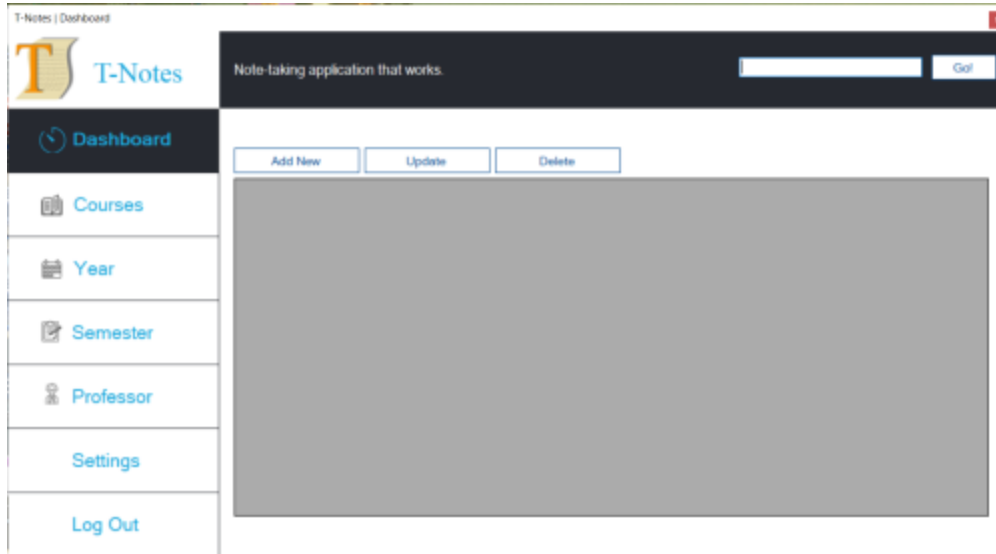 T-Notes | Dashboard
T T-Notes
Note-taking application that works.
Go!
Dashboard
Add New Update Delete
Courses
Year
Semester
Professor
Settings
Log Out